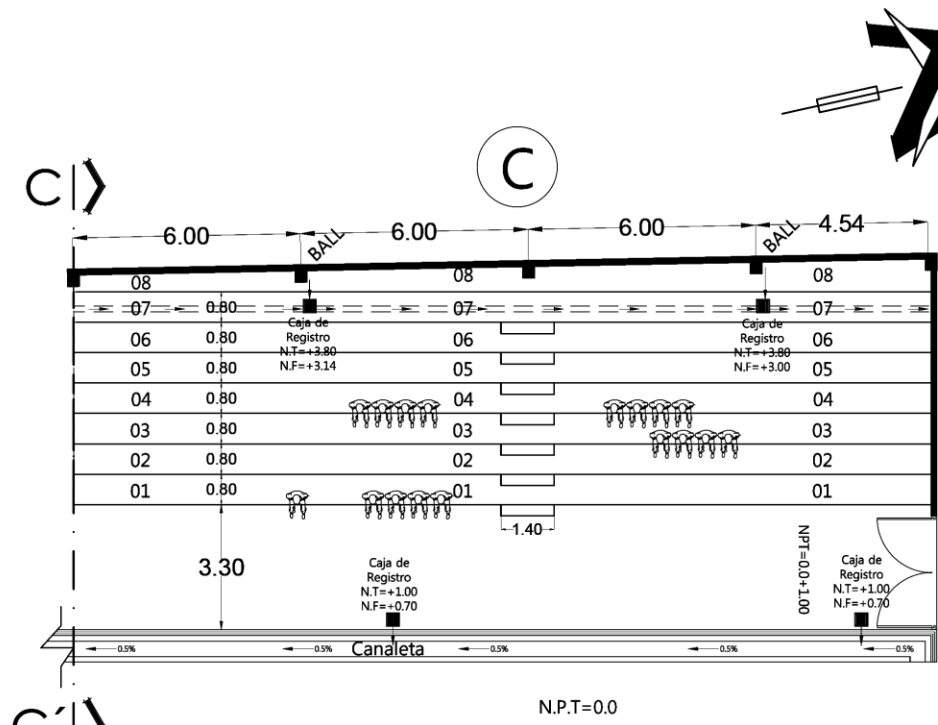 C
C
6.00 6.00 6.00 4.54
BALL BALL
08 08 08
07 0.80 07 07
Caja de
Registro
N.T=+3.80
N.F=+3.14
Caja de
Registro
N.T=+3.80
N.F=+3.00
06 0.80 06 06
05 05 05
04 0.80 04 04
03 0.80 03 03
02 0.80 02 02
01 0.80 01 01
1.40
3.30
NPT=0.0+1.00
Caja de
Registro
N.T=+1.00
N.F=+0.70
Caja de
Registro
N.T=+1.00
N.F=+0.70
0.5% 0.5% Canaleta 0.5% 0.5% 0.5%
N.P.T=0.0
C´